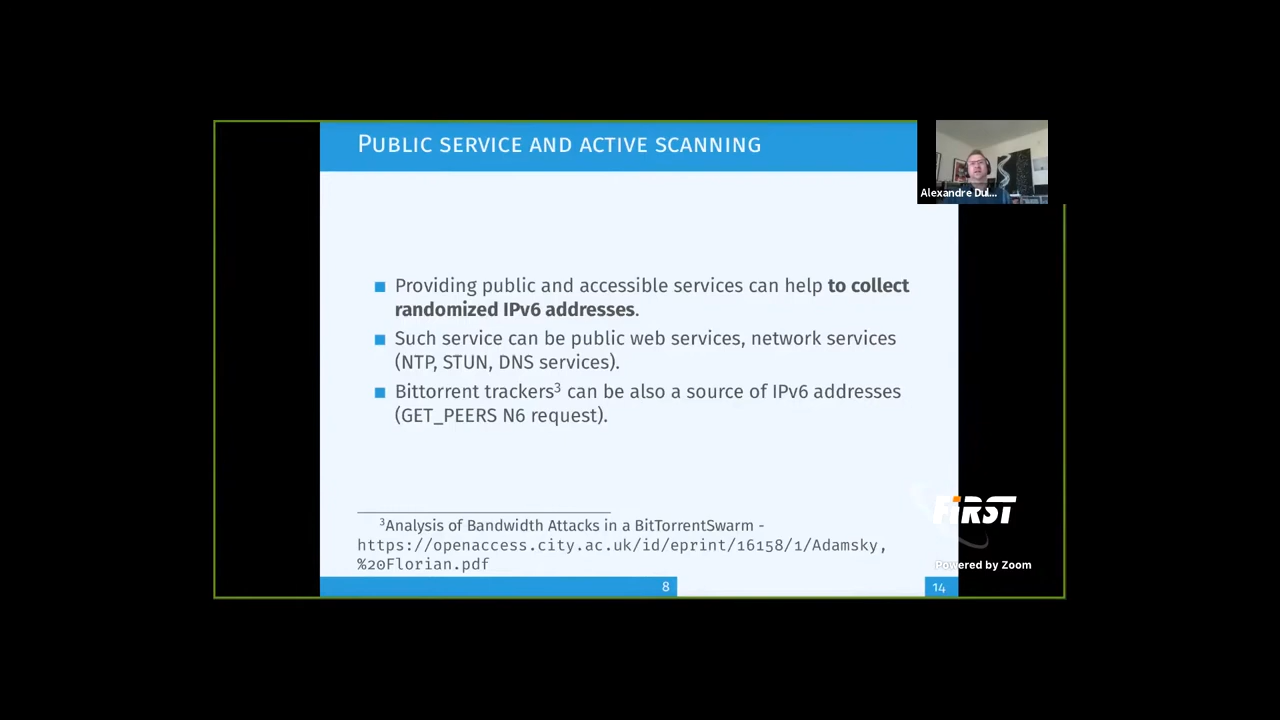 PUBLIC SERVICE AND ACTIVE SCANNING
Alexandre Dul...
Providing public and accessible services can help to collect
randomized IPv6 addresses.
Such service can be public web services, network services
(NTP, STUN, DNS services).
Bittorrent trackers³ can be also a source of IPv6 addresses
(GET_PEERS N6 request).
³Analysis of Bandwidth Attacks in a BitTorrentSwarm -
https://openaccess.city.ac.uk/id/eprint/16158/1/Adamsky,
%20Florian.pdf
FiRST
Powered by Zoom
8
14